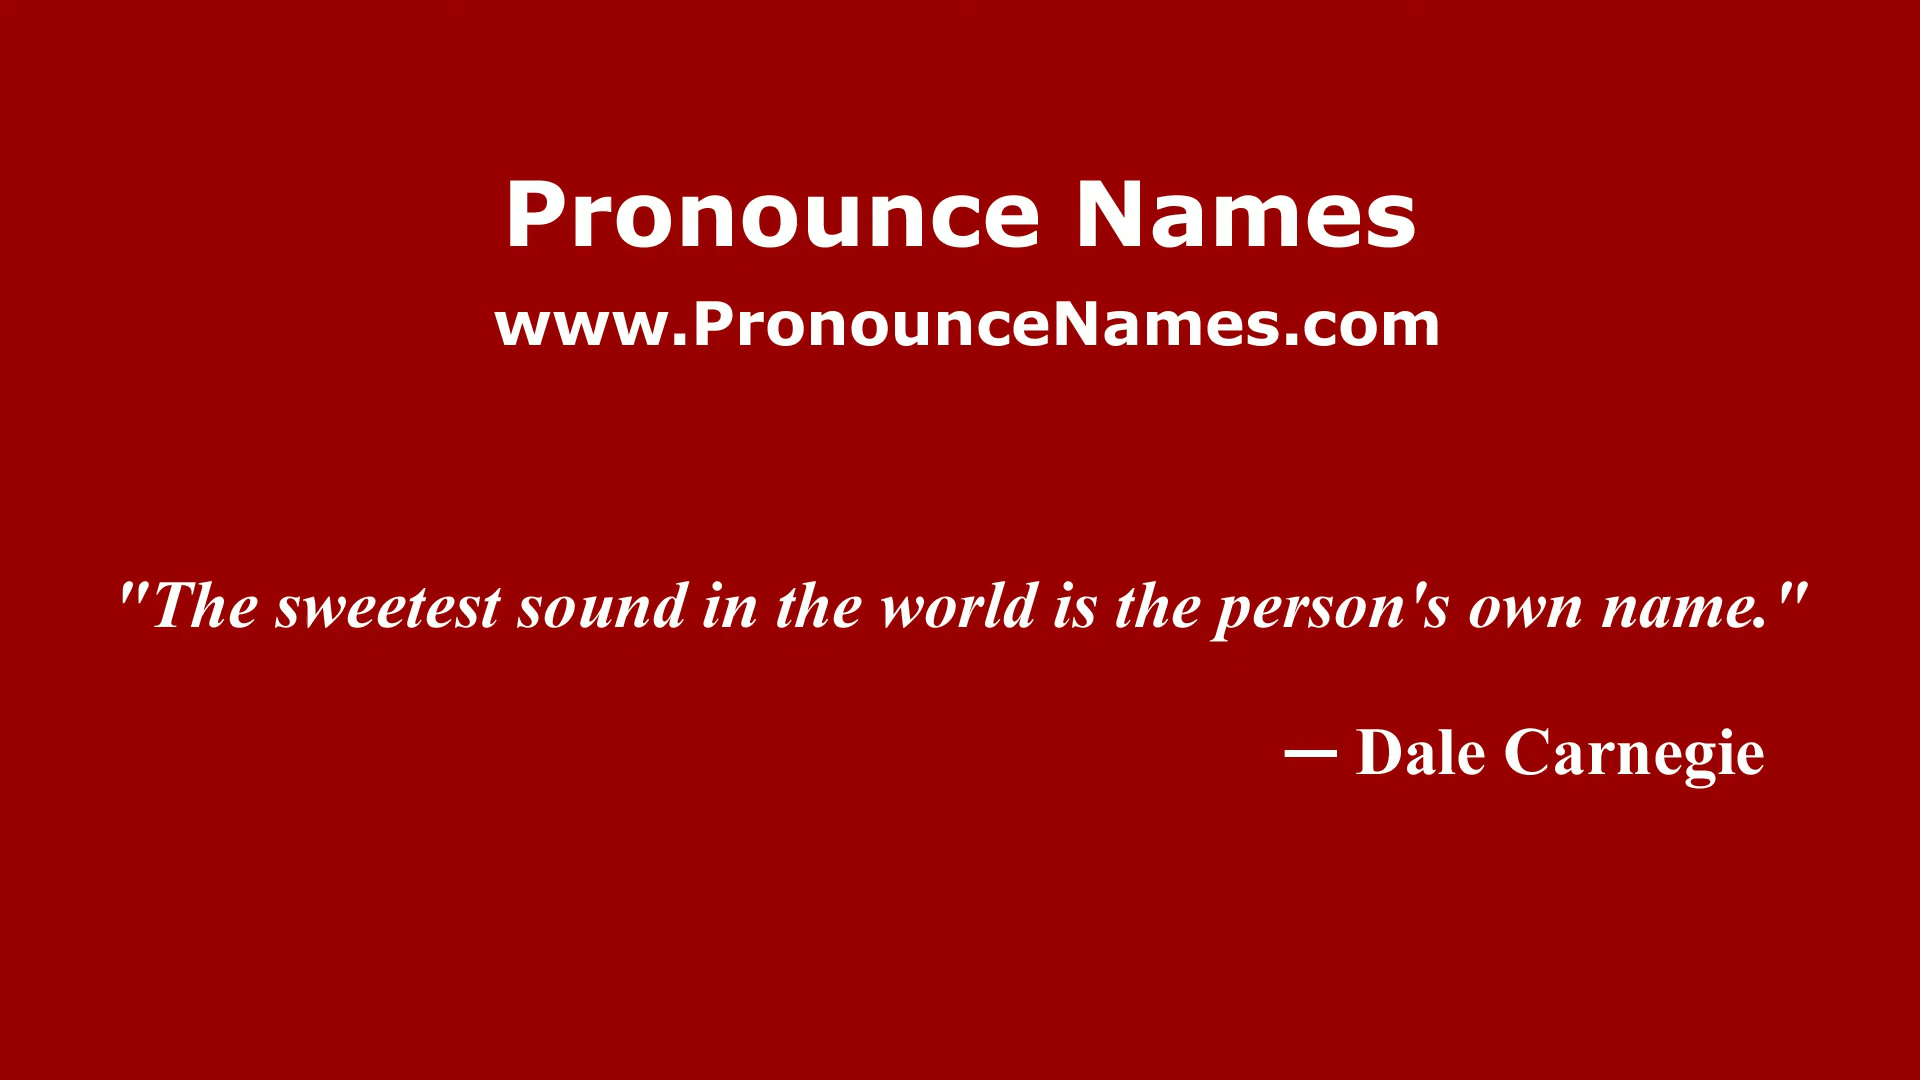 Pronounce Names
www.PronounceNames.com
"The sweetest sound in the world is the person's own name."
— Dale Carnegie